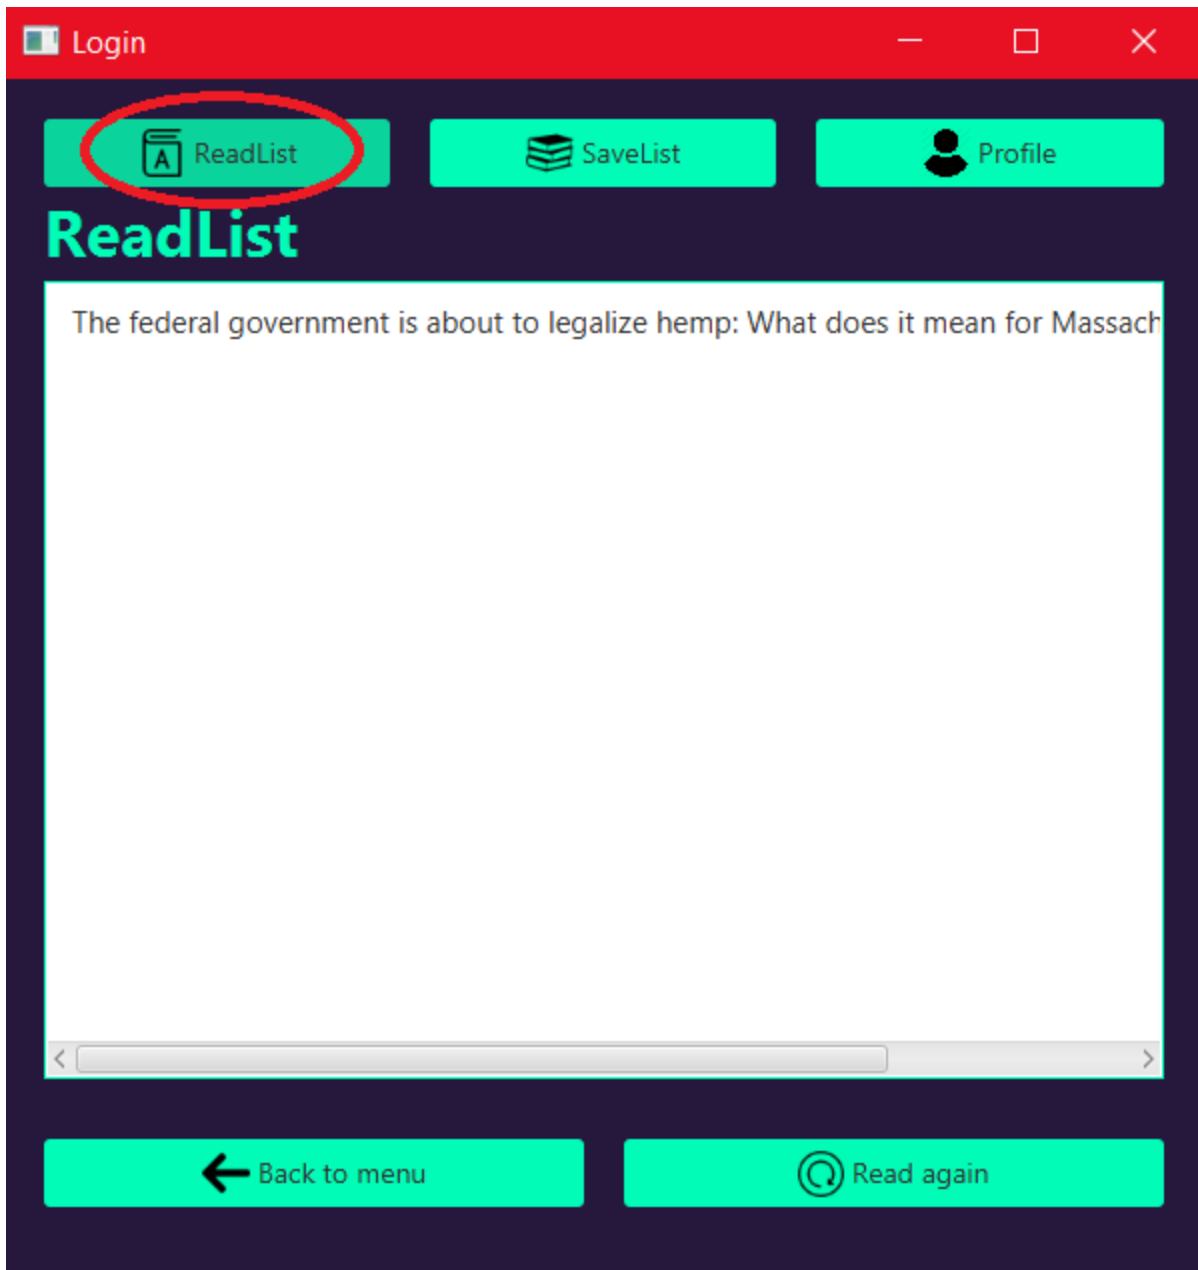 Login
ReadList
SaveList
Profile
ReadList
The federal government is about to legalize hemp: What does it mean for Massach
Back to menu
Read again